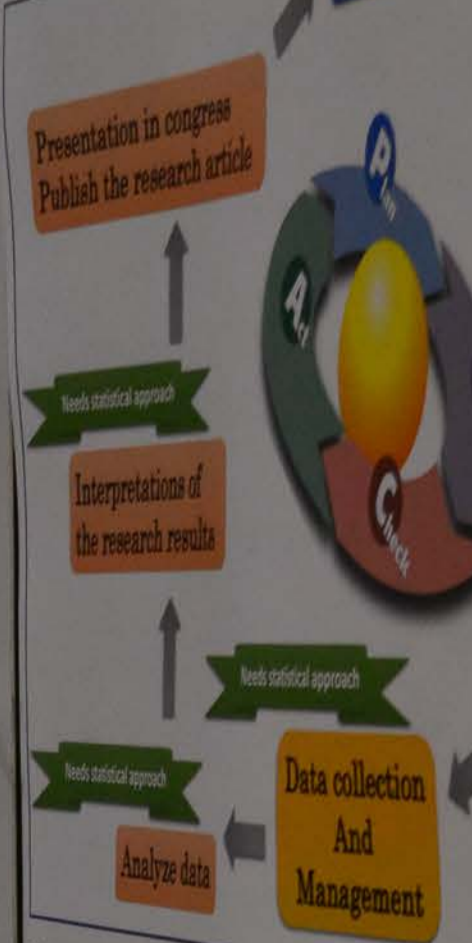 Presentation in congress
Publish the research article
Plan
Act
Needs statistical approach
Interpretations of
the research results
Check
Needs statistical approach
Needs statistical approach
Data collection
And
Management
Analyze data